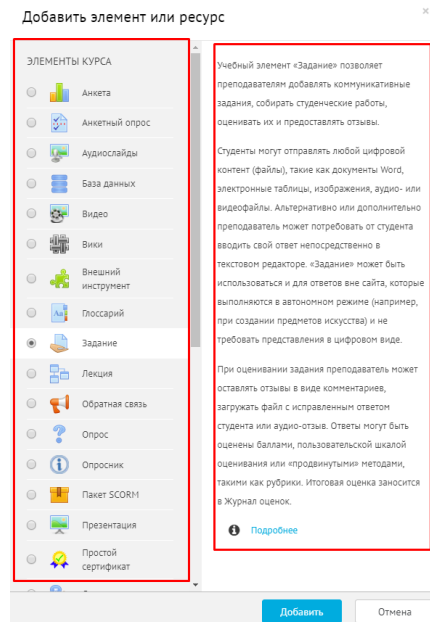 Добавить элемент или ресурс
×
ЭЛЕМЕНТЫ КУРСА
Анкета
Анкетный опрос
Аудиослайды
База данных
Видео
Вики
Внешний
инструмент
Глоссарий
Задание
Лекция
Обратная связь
Опрос
Опросник
Пакет SCORM
Презентация
Простой
сертификат
Учебный элемент «Задание» позволяет
преподавателям добавлять коммуникативные
задания, собирать студенческие работы,
оценивать их и предоставлять отзывы.
Студенты могут отправлять любой цифровой
контент (файлы), такие как документы Word,
электронные таблицы, изображения, аудио- или
видеофайлы. Альтернативно или дополнительно
преподаватель может потребовать от студента
вводить свой ответ непосредственно в
текстовом редакторе. «Задание» может быть
использоваться и для ответов вне сайта, которые
выполняются в автономном режиме (например,
при создании предметов искусства) и не
требовать представления в цифровом виде.
При оценивании задания преподаватель может
оставлять отзывы в виде комментариев,
загружать файл с исправленным ответом
студента или аудио-отзыв. Ответы могут быть
оценены баллами, пользовательской шкалой
оценивания или «продвинутыми» методами,
такими как рубрики. Итоговая оценка заносится
в Журнал оценок.
Подробнее
Добавить
Отмена